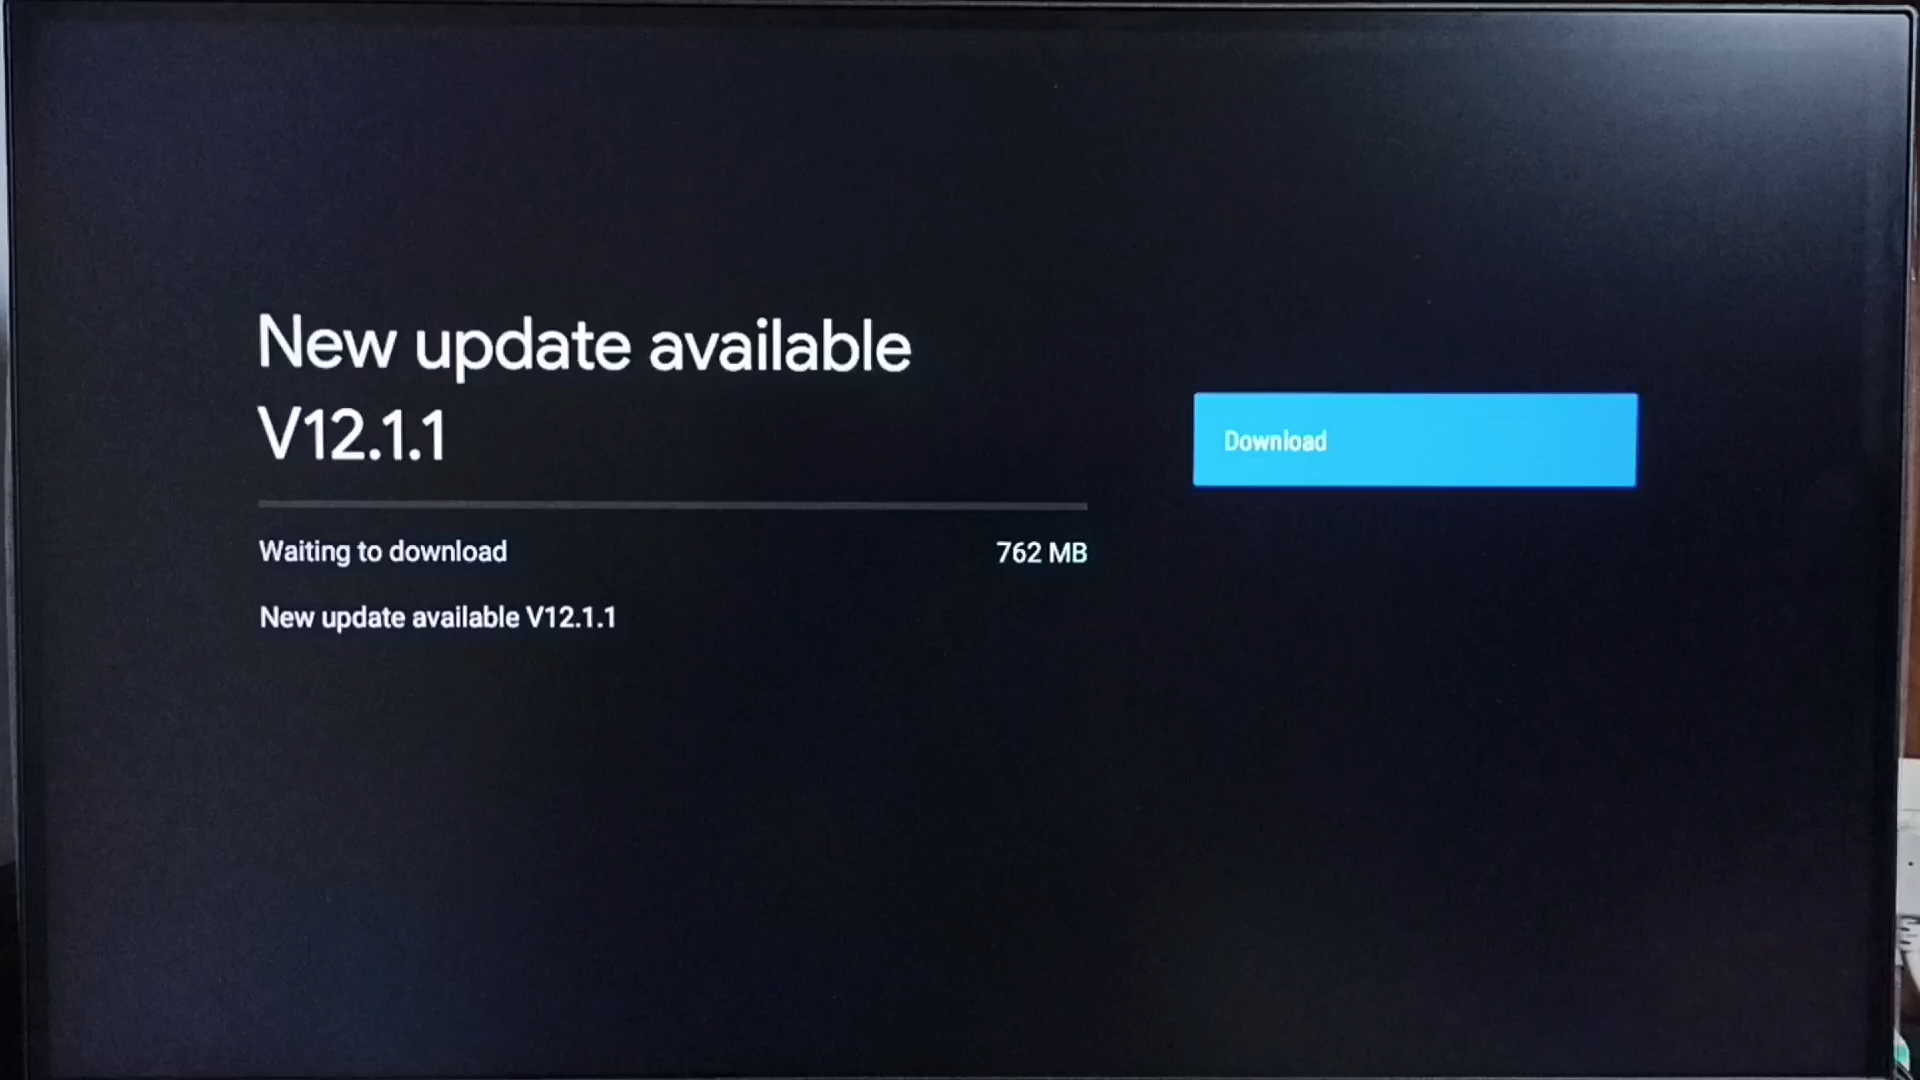 New update available
V12.1.1
Download
Waiting to download 762 MB
New update available V12.1.1